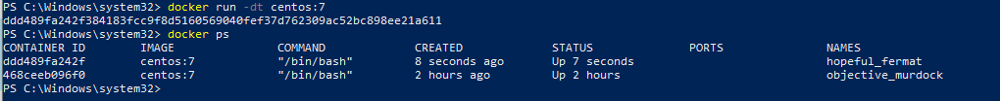 PS C:\Windows\system32> docker run -dt centos:7
ddd489fa242f384183fcc9f8d5160569040fef37d762309ac52bc898ee21a611
PS C:\Windows\system32> docker ps
CONTAINER ID IMAGE COMMAND CREATED STATUS PORTS NAMES
ddd489fa242f centos:7 "/bin/bash" 8 seconds ago Up 7 seconds hopeful_fermat
468ceeb096f0 centos:7 "/bin/bash" 2 hours ago Up 2 hours objective_murdock
PS C:\Windows\system32>